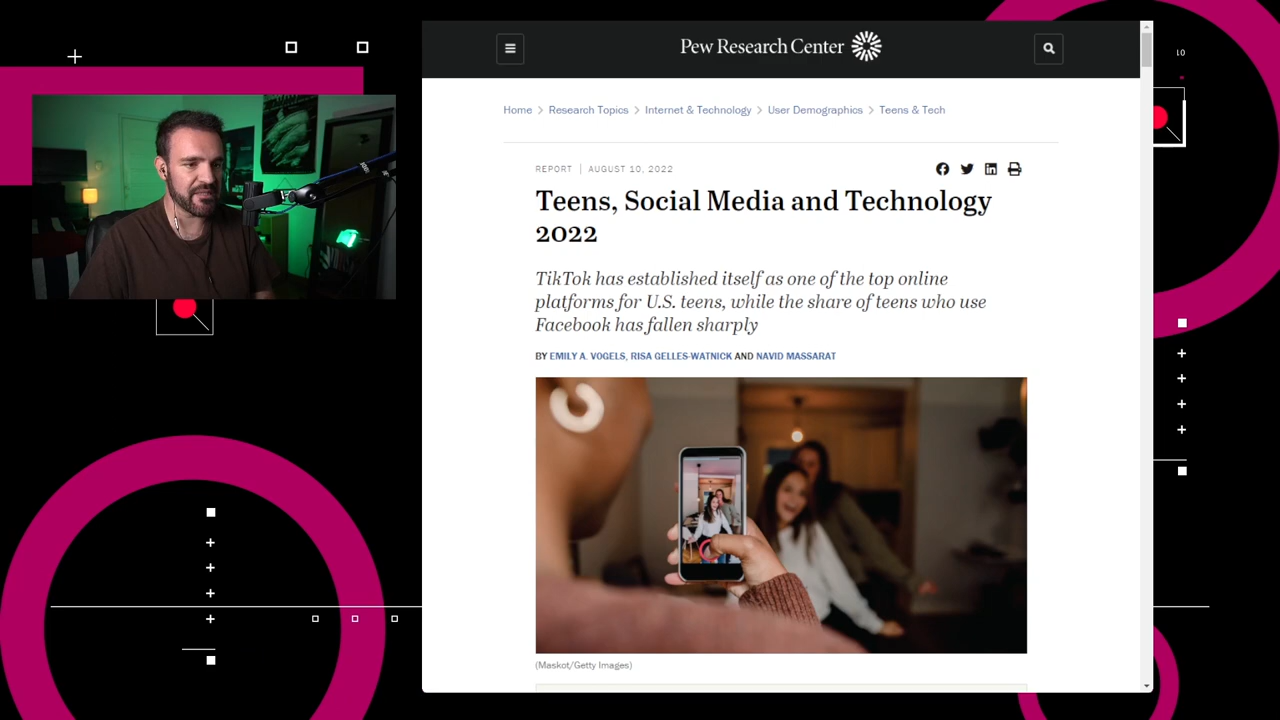 Pew Research Center
Home > Research Topics > Internet & Technology > User Demographics > Teens & Tech
REPORT | AUGUST 10, 2022
Teens, Social Media and Technology
2022
TikTok has established itself as one of the top online
platforms for U.S. teens, while the share of teens who use
Facebook has fallen sharply
BY EMILY A. VOGELS, RISA GELLES-WATNICK AND NAVID MASSARAT
(Maskot/Getty Images)